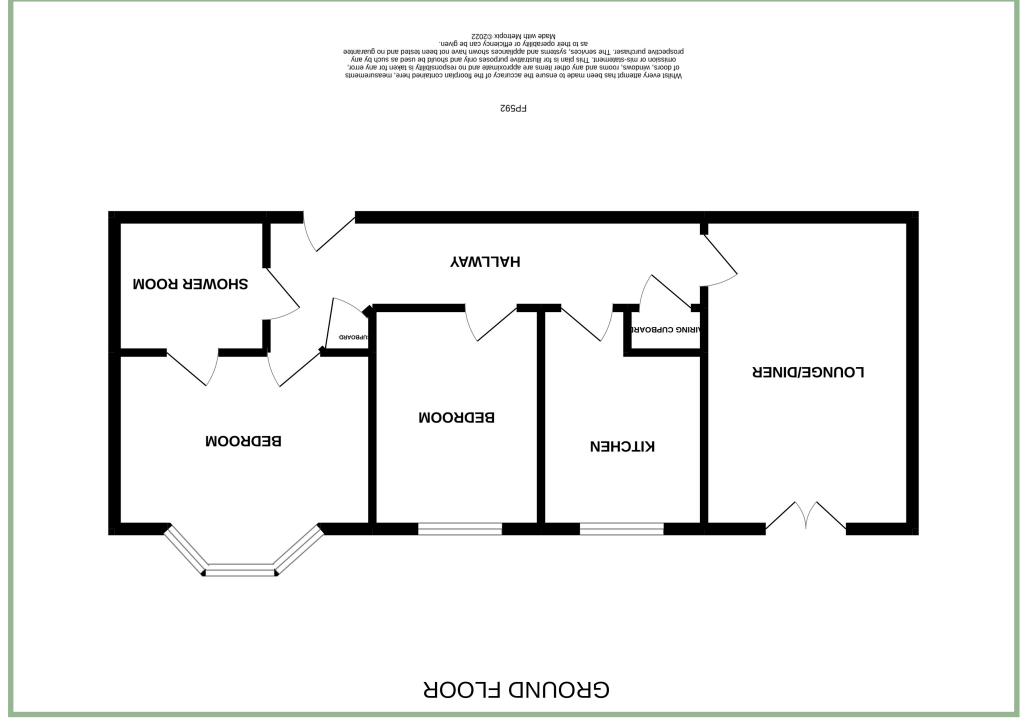 GROUND FLOOR
LOUNGE/DINER
KITCHEN
BEDROOM
BEDROOM
AIRING CUPBOARD
CUPBOARD
SHOWER ROOM
HALLWAY
FP592
Whilst every attempt has been made to ensure the accuracy of the floorplan contained here, measurements
of doors, windows, rooms and any other items are approximate and no responsibility is taken for any error,
omission or mis-statement. This plan is for illustrative purposes only and should be used as such by any
prospective purchaser. The services, systems and appliances shown have not been tested and no guarantee
as to their operability or efficiency can be given.
Made with Metropix ©2022